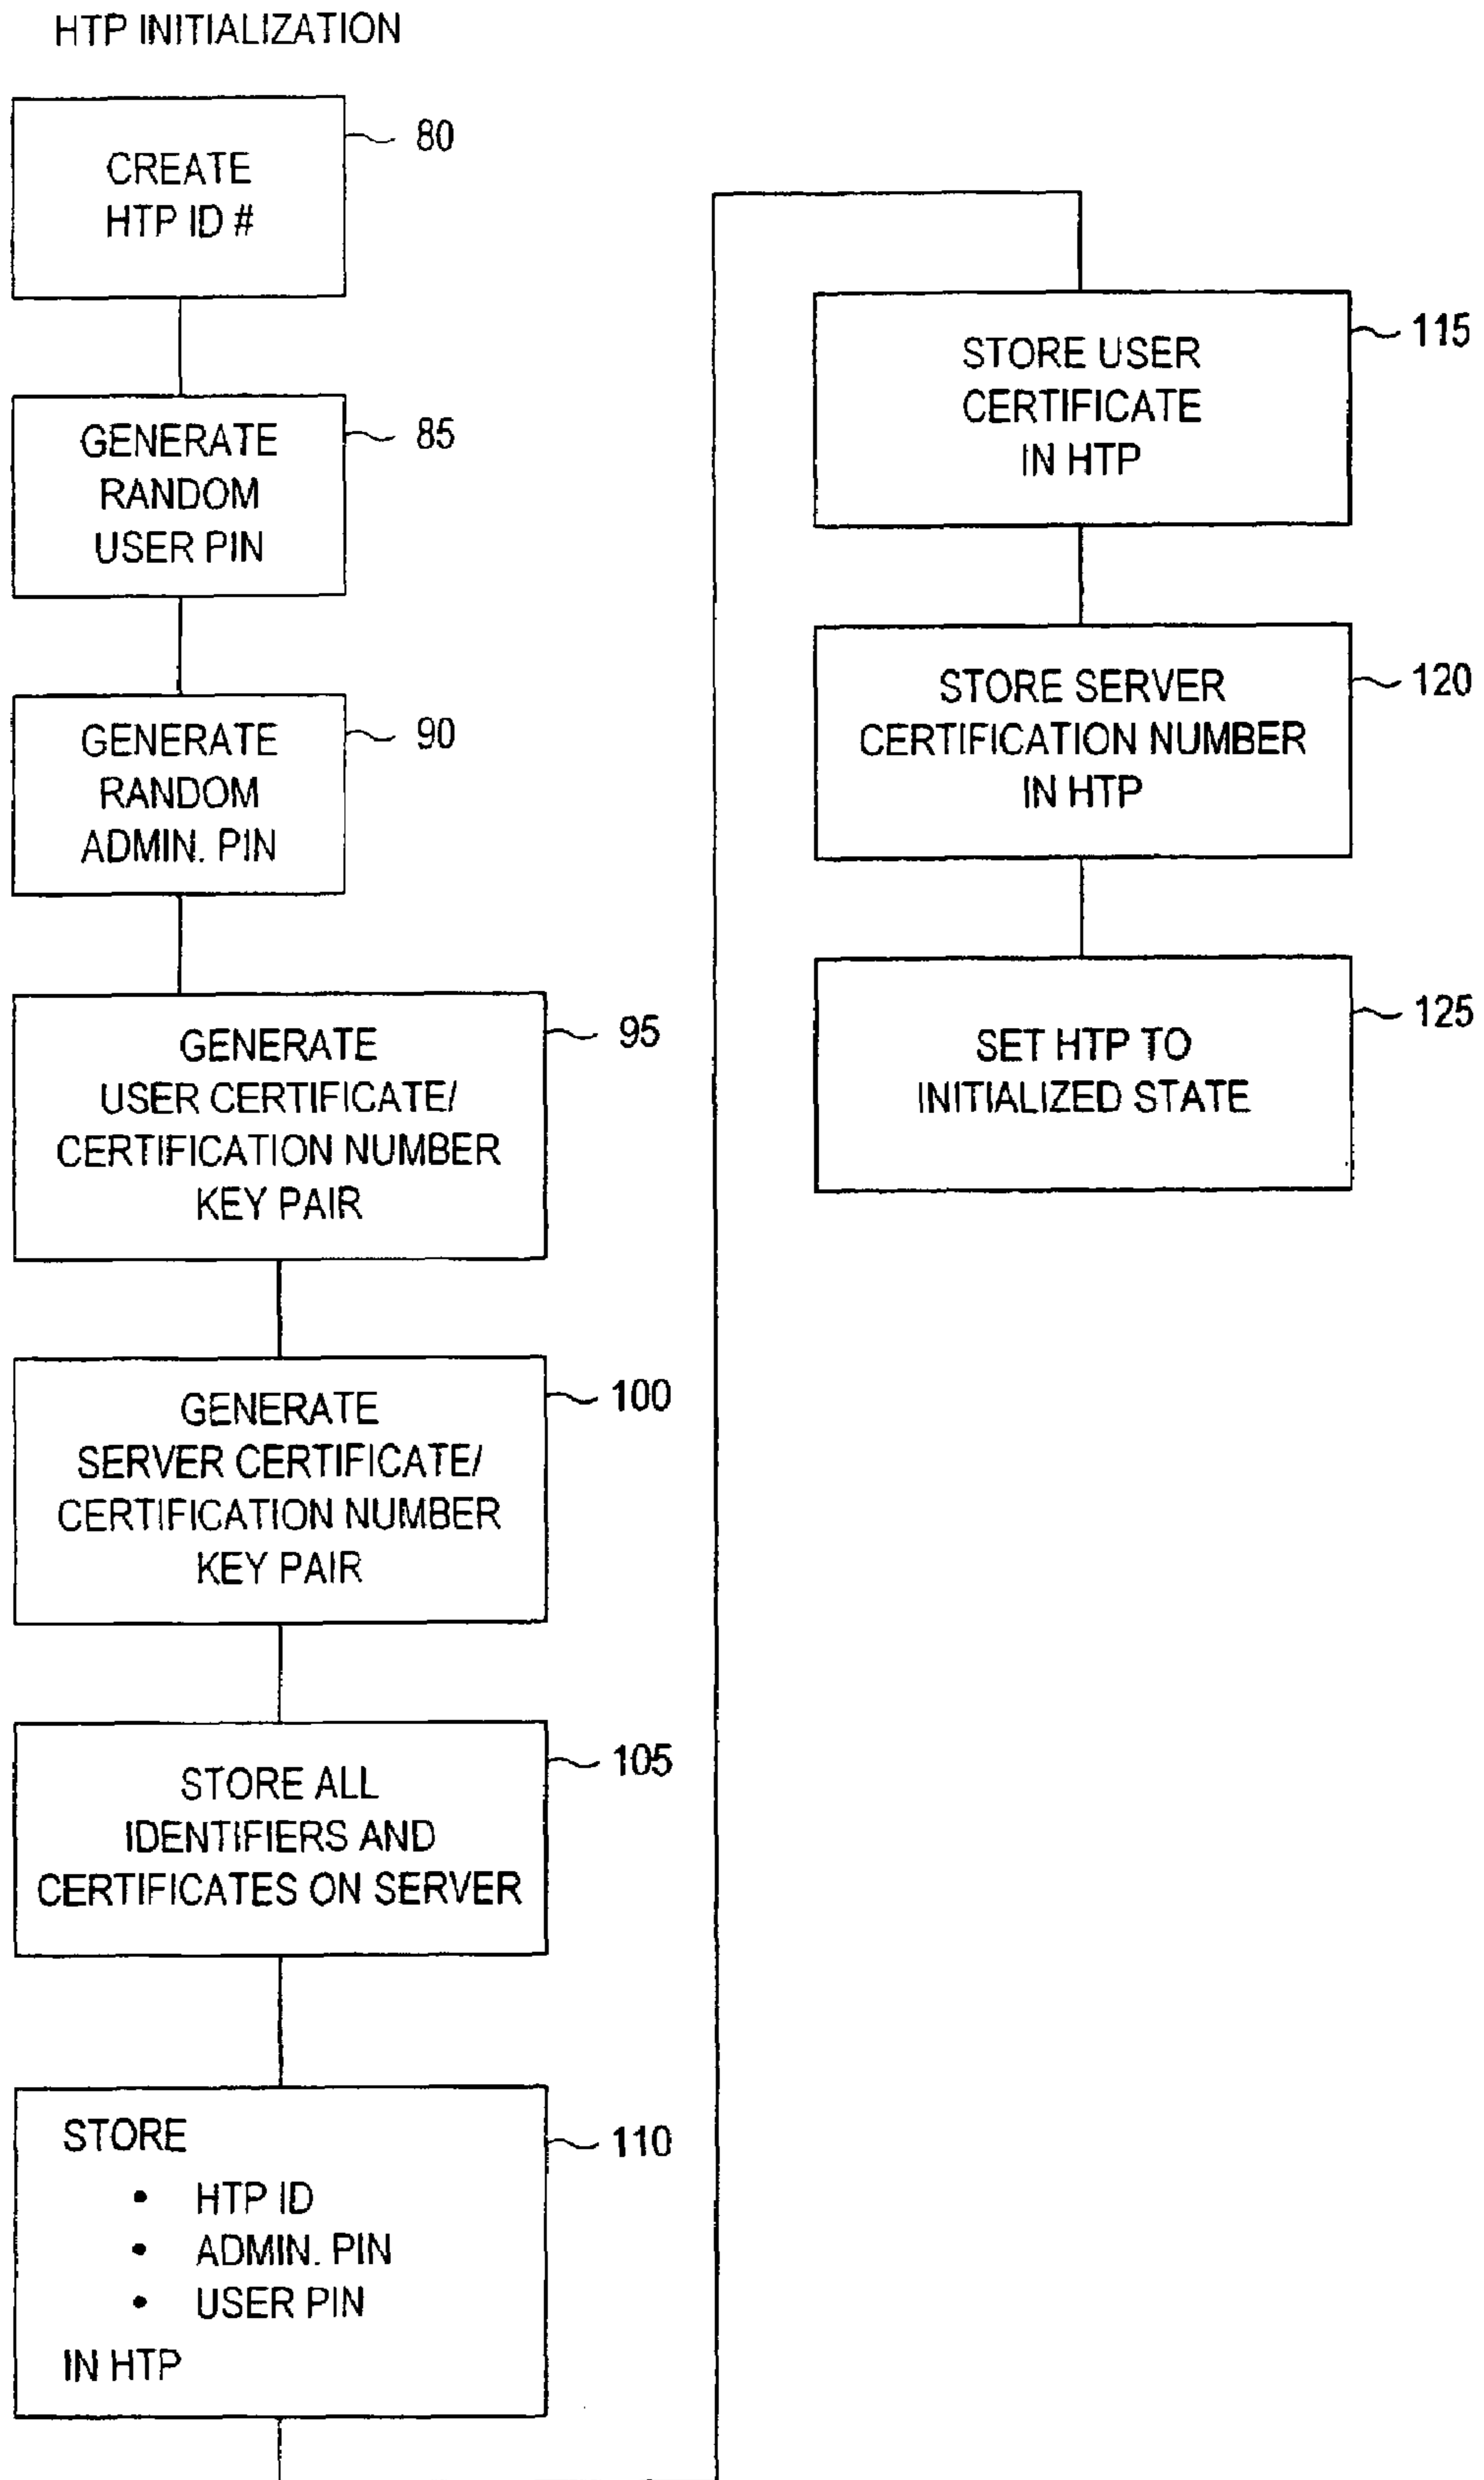 HTP INITIALIZATION
CREATE
HTP ID #
80
GENERATE
RANDOM
USER PIN
85
GENERATE
RANDOM
ADMIN. PIN
90
GENERATE
USER CERTIFICATE/
CERTIFICATION NUMBER
KEY PAIR
95
GENERATE
SERVER CERTIFICATE/
CERTIFICATION NUMBER
KEY PAIR
100
STORE ALL
IDENTIFIERS AND
CERTIFICATES ON SERVER
105
STORE
• HTP ID
• ADMIN. PIN
• USER PIN
IN HTP
110
STORE USER
CERTIFICATE
IN HTP
115
STORE SERVER
CERTIFICATION NUMBER
IN HTP
120
SET HTP TO
INITIALIZED STATE
125